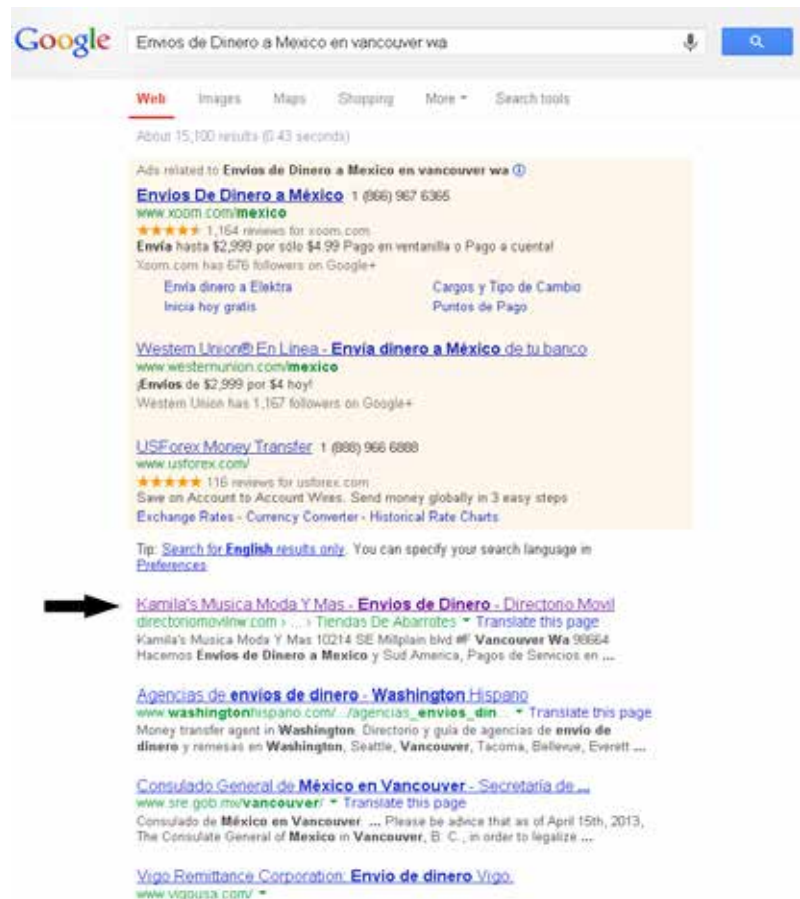 Google Envios de Dinero a Mexico en vancouver wa
Web Images Maps Shopping More Search tools
About 15,100 results (0.43 seconds)
Ads related to Envios de Dinero a Mexico en vancouver wa
Envios De Dinero a México 1 (866) 967 6365
www.xoom.com/mexico
1,164 reviews for xoom.com
Envía hasta $2,999 por sólo $4.99 Pago en ventanilla o Pago a cuenta!
Xoom.com has 676 followers on Google+
Envía dinero a Elektra Cargos y Tipo de Cambio
Inicia hoy gratis Puntos de Pago
Western Union® En Linea - Envía dinero a México de tu banco
www.westernunion.com/mexico
¡Envíos de $2,999 por $4 hoy!
Western Union has 1,167 followers on Google+
USForex Money Transfer 1 (888) 966 6888
www.usforex.com/
116 reviews for usforex.com
Save on Account to Account Wires. Send money globally in 3 easy steps
Exchange Rates - Currency Converter - Historical Rate Charts
Tip: Search for English results only. You can specify your search language in
Preferences
Kamila's Musica Moda Y Mas - Envios de Dinero - Directorio Movil
directoriomovilnw.com › ... › Tiendas De Abarrotes Translate this page
Kamila's Musica Moda Y Mas 10214 SE Millplain blvd #F Vancouver Wa 98664
Hacemos Envios de Dinero a Mexico y Sud America, Pagos de Servicios en ...
Agencias de envios de dinero - Washington Hispano
www.washingtonhispano.com/.../agencias_envios_din... Translate this page
Money transfer agent in Washington. Directorio y guia de agencias de envio de
dinero y remesas en Washington, Seattle, Vancouver, Tacoma, Bellevue, Everett ...
Consulado General de México en Vancouver - Secretaría de ...
www.sre.gob.mx/vancouver/ Translate this page
Consulado de México en Vancouver. ... Please be advice that as of April 15th, 2013,
The Consulate General of Mexico in Vancouver, B. C., in order to legalize ...
Vigo Remittance Corporation: Envio de dinero Vigo.
www.vigousa.com/